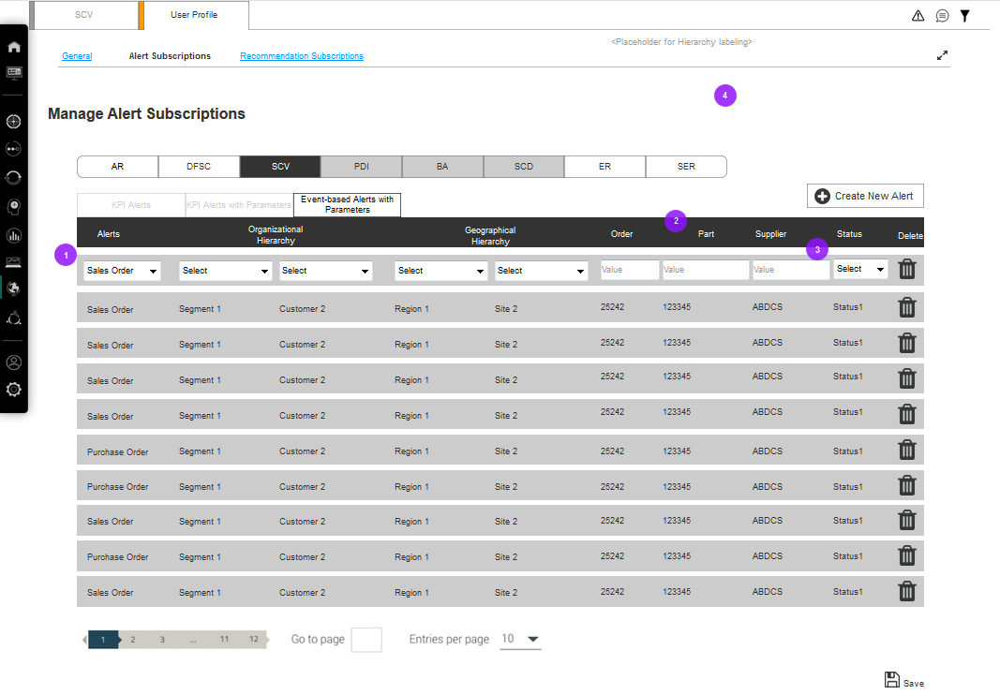 SCV
User Profile
<Placeholder for Hierarchy labeling>
General
Alert Subscriptions
Recommendation Subscriptions
4
Manage Alert Subscriptions
AR
DFSC
SCV
PDI
BA
SCD
ER
SER
Create New Alert
KPI Alerts
KPI Alerts with Parameters
Event-based Alerts with
Parameters
2
Alerts
Organizational
Hierarchy
Geographical
Hierarchy
Order
Part
Supplier
Status
Delete
1
3
Sales Order
Select
Select
Select
Select
Value
Value
Value
Select
Sales Order Segment 1 Customer 2 Region 1 Site 2 25242 123345 ABDCS Status1
Sales Order Segment 1 Customer 2 Region 1 Site 2 25242 123345 ABDCS Status1
Sales Order Segment 1 Customer 2 Region 1 Site 2 25242 123345 ABDCS Status1
Sales Order Segment 1 Customer 2 Region 1 Site 2 25242 123345 ABDCS Status1
Purchase Order Segment 1 Customer 2 Region 1 Site 2 25242 123345 ABDCS Status1
Purchase Order Segment 1 Customer 2 Region 1 Site 2 25242 123345 ABDCS Status1
Sales Order Segment 1 Customer 2 Region 1 Site 2 25242 123345 ABDCS Status1
Purchase Order Segment 1 Customer 2 Region 1 Site 2 25242 123345 ABDCS Status1
Sales Order Segment 1 Customer 2 Region 1 Site 2 25242 123345 ABDCS Status1
1 2 3 ... 11 12
Go to page
Entries per page 10
Save